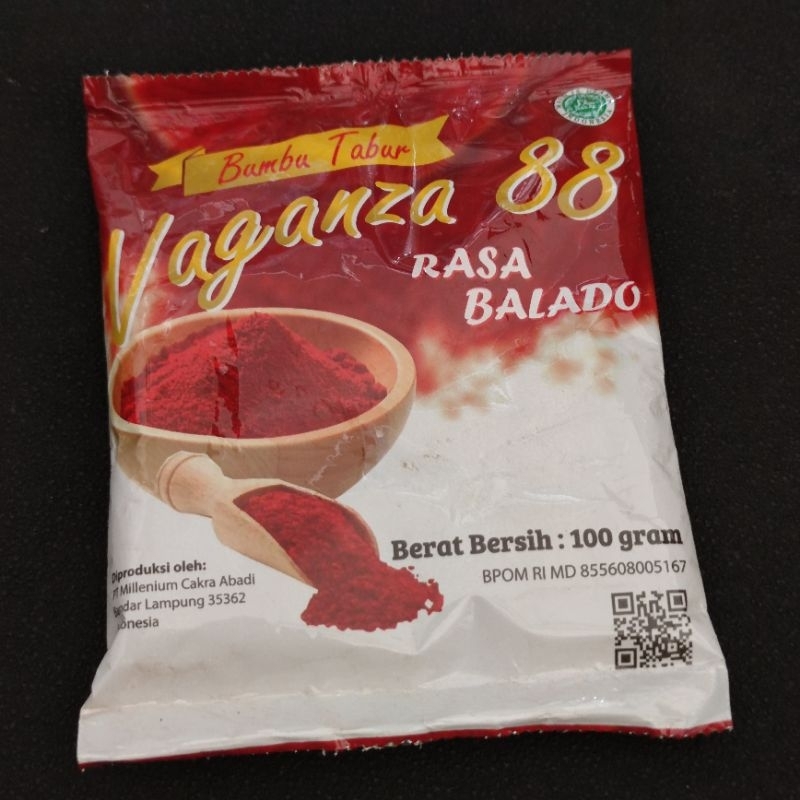 Bumbu Tabur
Vaganza 88
RASA
BALADO
Berat Bersih : 100 gram
BPOM RI MD 855608005167
Diproduksi oleh:
PT Millenium Cakra Abadi
Bandar Lampung 35362